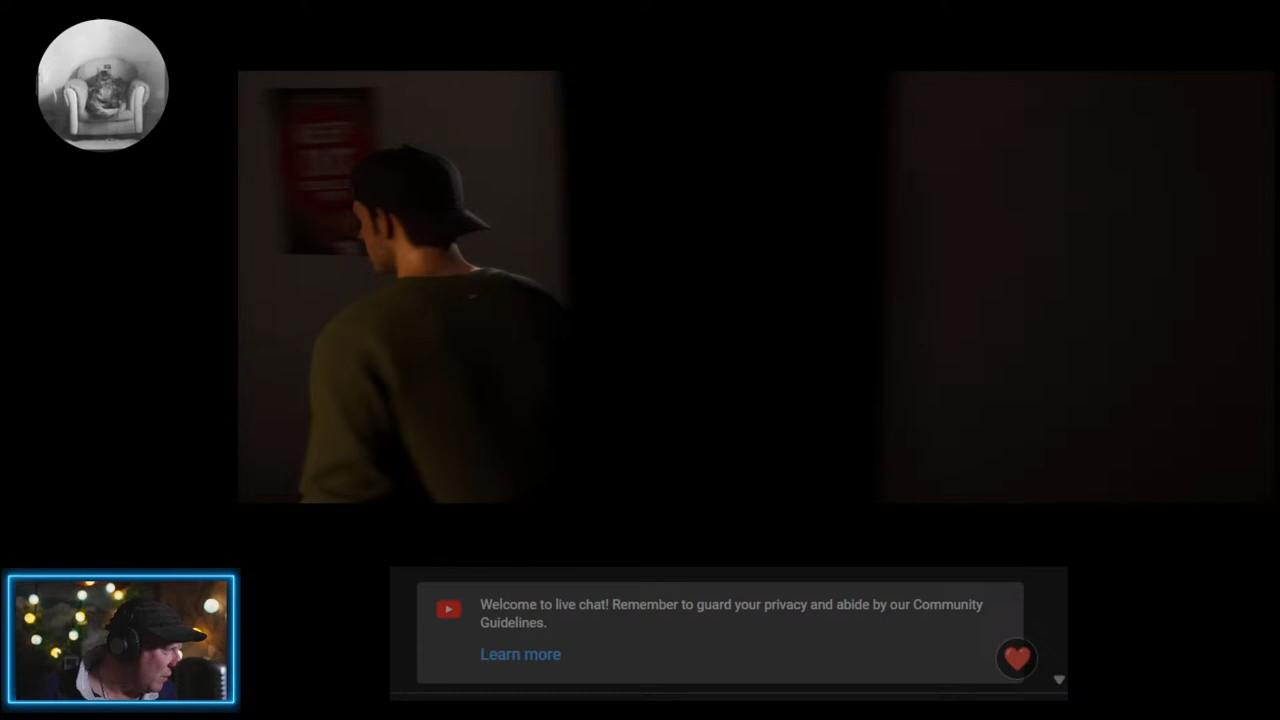 Welcome to live chat! Remember to guard your privacy and abide by our Community
Guidelines.
Learn more